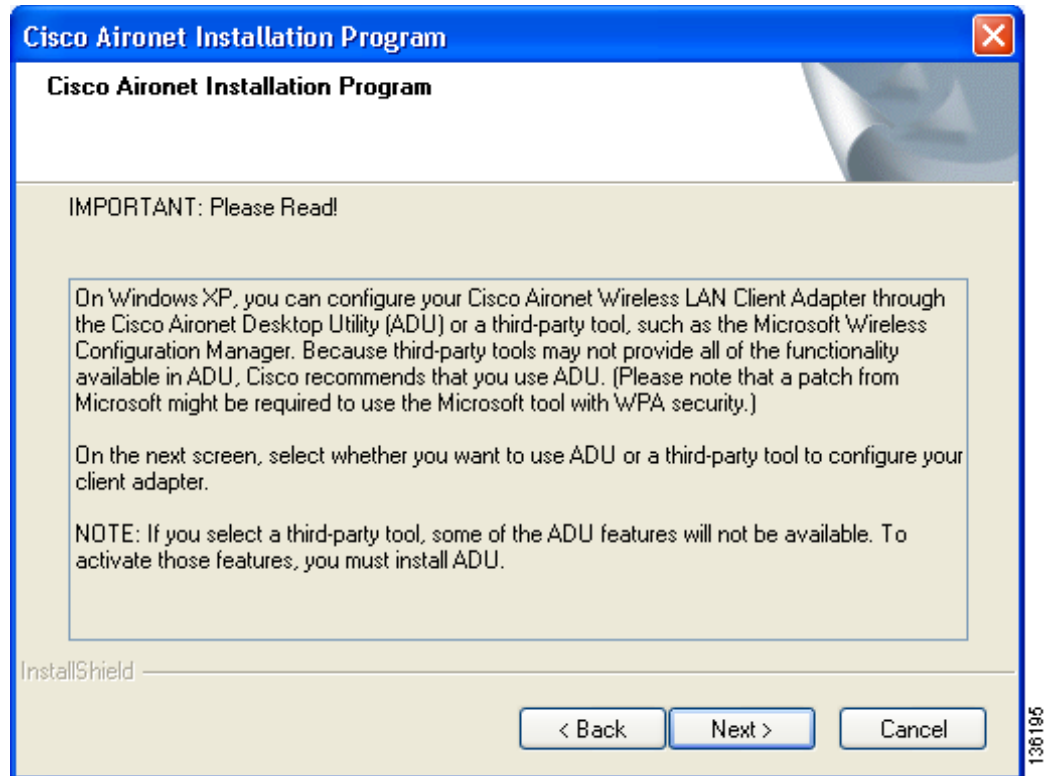 Cisco Aironet Installation Program
Cisco Aironet Installation Program
IMPORTANT: Please Read!
On Windows XP, you can configure your Cisco Aironet Wireless LAN Client Adapter through
the Cisco Aironet Desktop Utility (ADU) or a third-party tool, such as the Microsoft Wireless
Configuration Manager. Because third-party tools may not provide all of the functionality
available in ADU, Cisco recommends that you use ADU. (Please note that a patch from
Microsoft might be required to use the Microsoft tool with WPA security.)
On the next screen, select whether you want to use ADU or a third-party tool to configure your
client adapter.
NOTE: If you select a third-party tool, some of the ADU features will not be available. To
activate those features, you must install ADU.
InstallShield
< Back
Next >
Cancel
136195